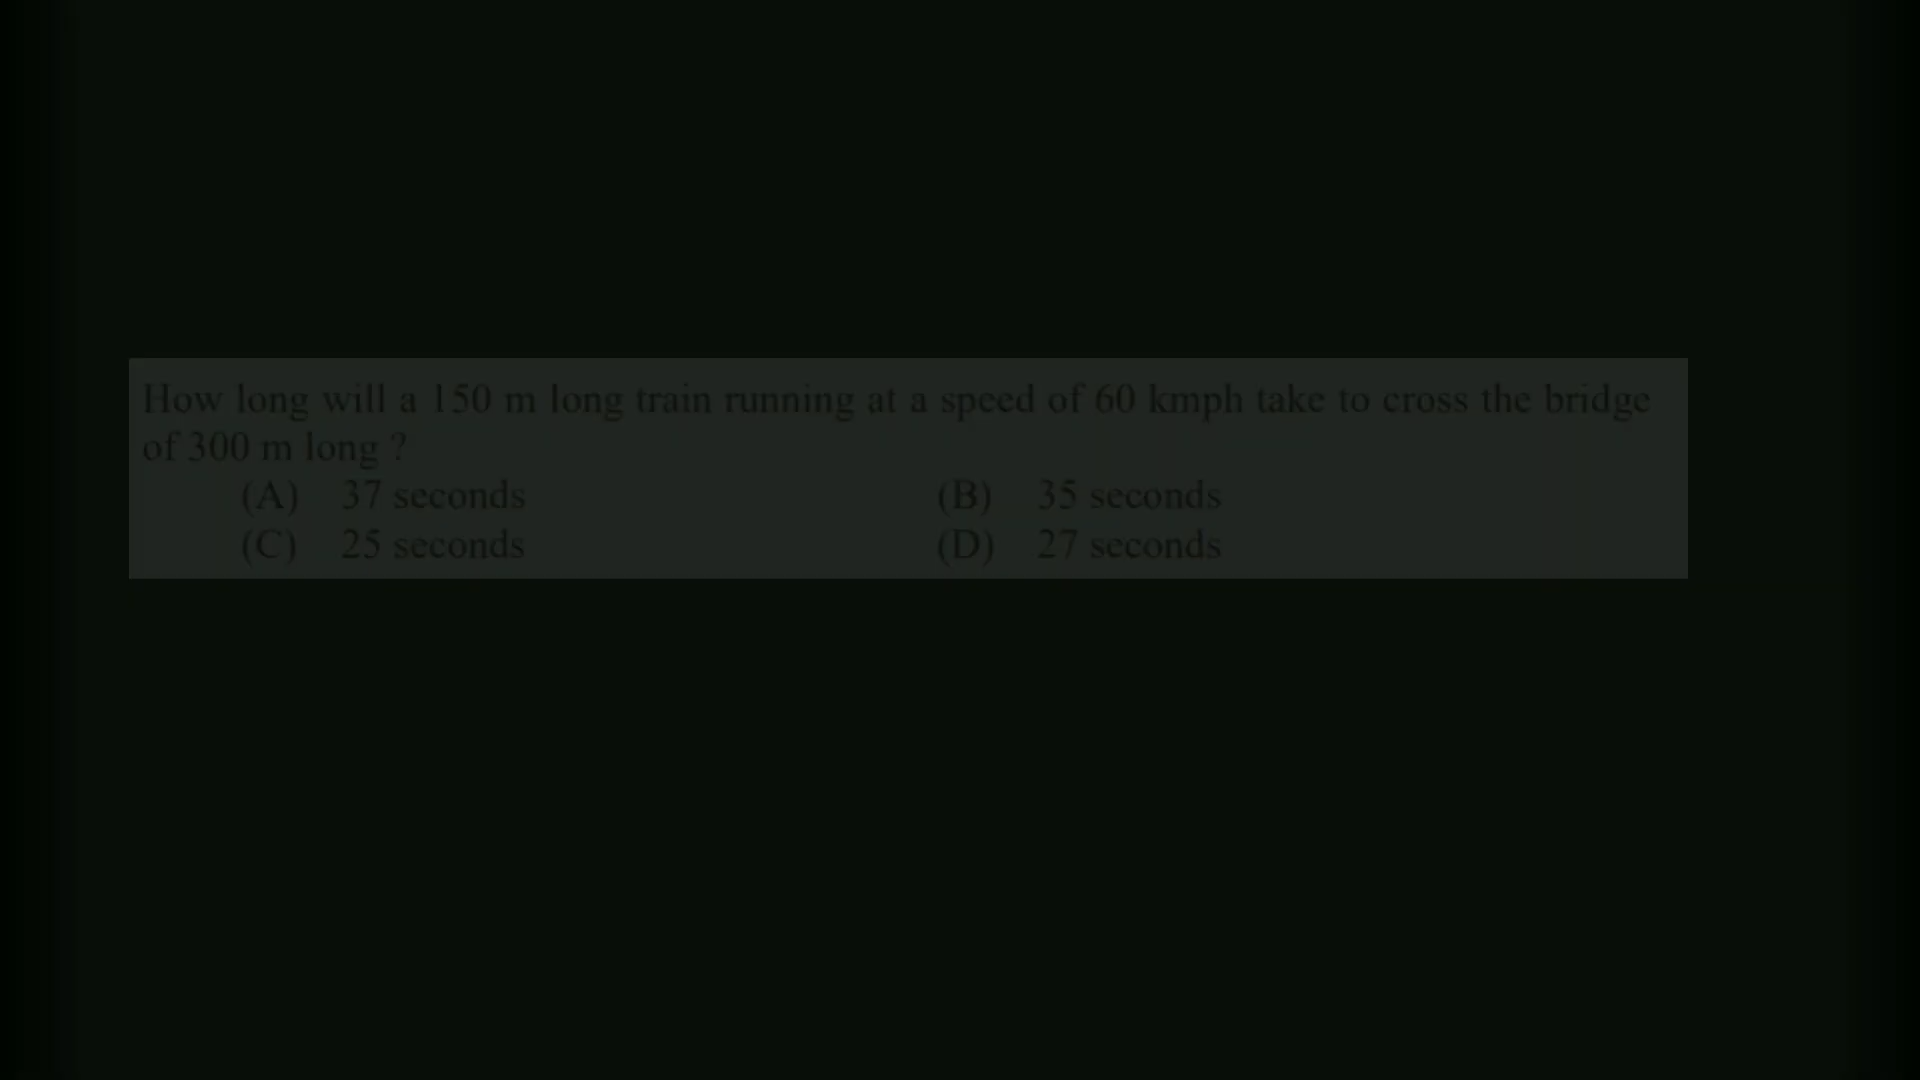 How long will a 150 m long train running at a speed of 60 kmph take to cross the bridge
of 300 m long ?
(A) 37 seconds (B) 35 seconds
(C) 25 seconds (D) 27 seconds